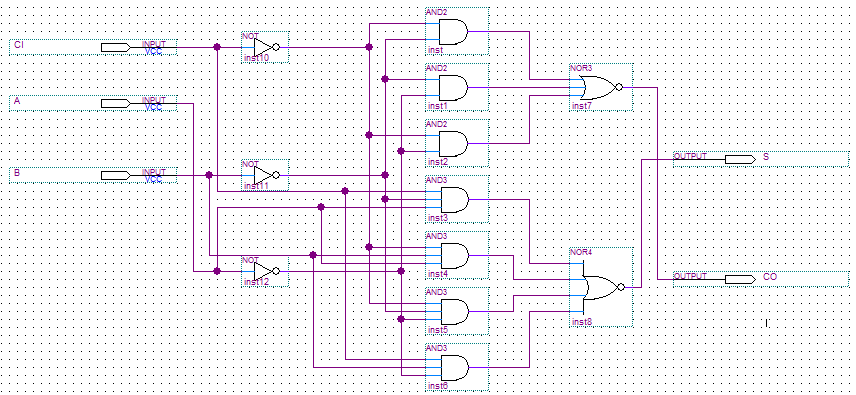 CI
INPUT
VCC
NOT
inst10
A
INPUT
VCC
B
INPUT
VCC
NOT
inst11
NOT
inst12
AND2
inst
AND2
inst1
AND2
inst2
AND3
inst3
AND3
inst4
AND3
inst5
AND3
inst6
NOR3
inst7
NOR4
inst8
OUTPUT
S
OUTPUT
CO